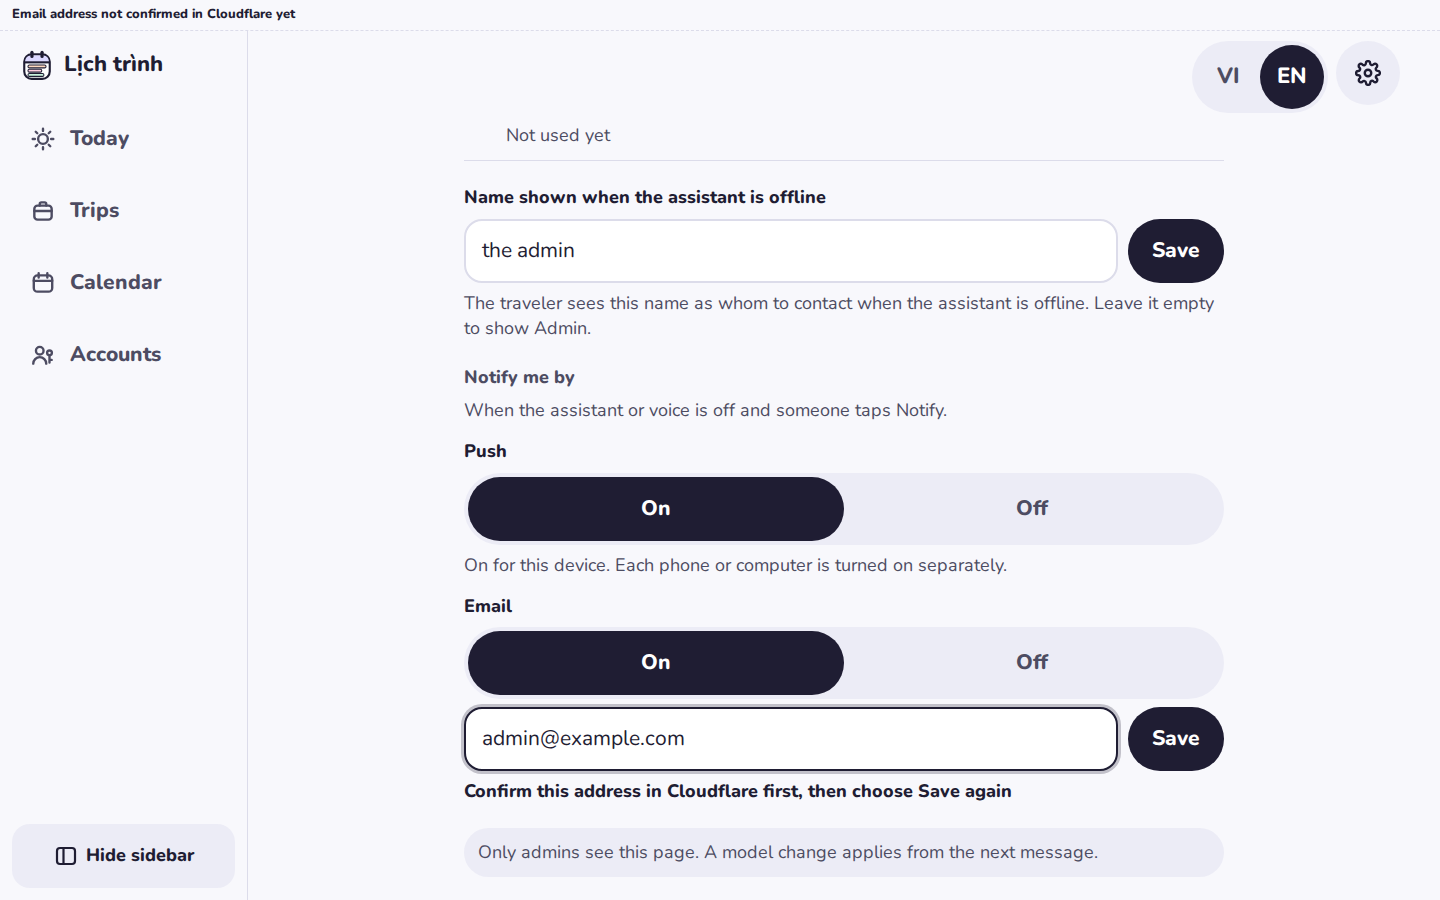 Email address not confirmed in Cloudflare yet
Lịch trình
VI
EN
Today
Trips
Calendar
Accounts
Hide sidebar
Not used yet
Name shown when the assistant is offline
the admin
Save
The traveler sees this name as whom to contact when the assistant is offline. Leave it empty
to show Admin.
Notify me by
When the assistant or voice is off and someone taps Notify.
Push
On
Off
On for this device. Each phone or computer is turned on separately.
Email
On
Off
admin@example.com
Save
Confirm this address in Cloudflare first, then choose Save again
Only admins see this page. A model change applies from the next message.